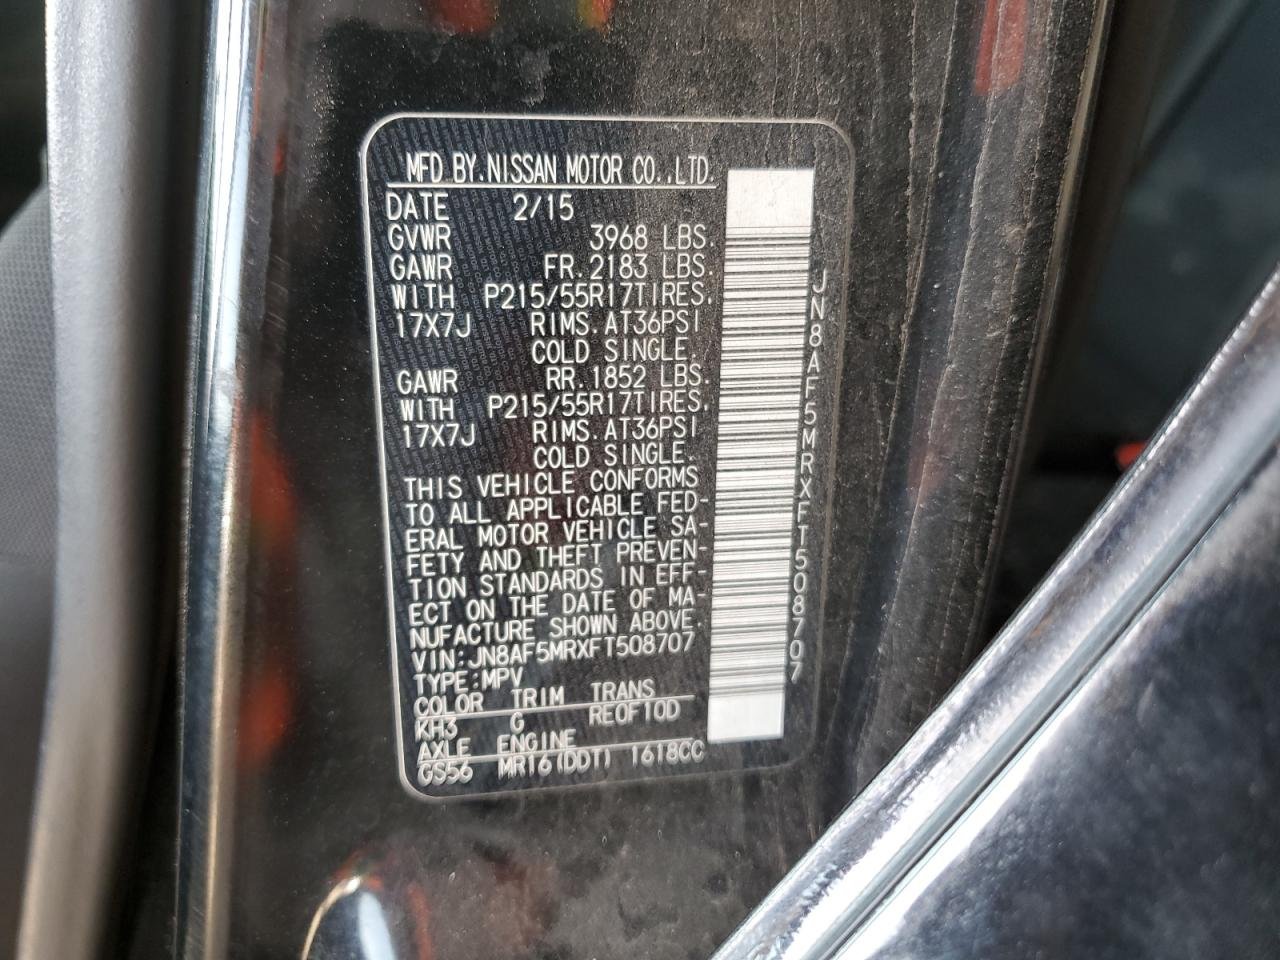 MFD BY.NISSAN MOTOR CO.,LTD.
DATE 2/15
GVWR 3968 LBS.
GAWR FR.2183 LBS.
WITH P215/55R17TIRES.
17X7J RIMS.AT36PSI
COLD SINGLE.
GAWR RR.1852 LBS.
WITH P215/55R17TIRES.
17X7J RIMS.AT36PSI
COLD SINGLE.
THIS VEHICLE CONFORMS
TO ALL APPLICABLE FED-
ERAL MOTOR VEHICLE SA-
FETY AND THEFT PREVEN-
TION STANDARDS IN EFF-
ECT ON THE DATE OF MA-
NUFACTURE SHOWN ABOVE
VIN:JN8AF5MRXFT508707
TYPE:MPV
COLOR TRIM TRANS
KH3 G RE0F10D
AXLE ENGINE
GS56 MR16(DDT) 1618CC
JN8AF5MRXFT508707